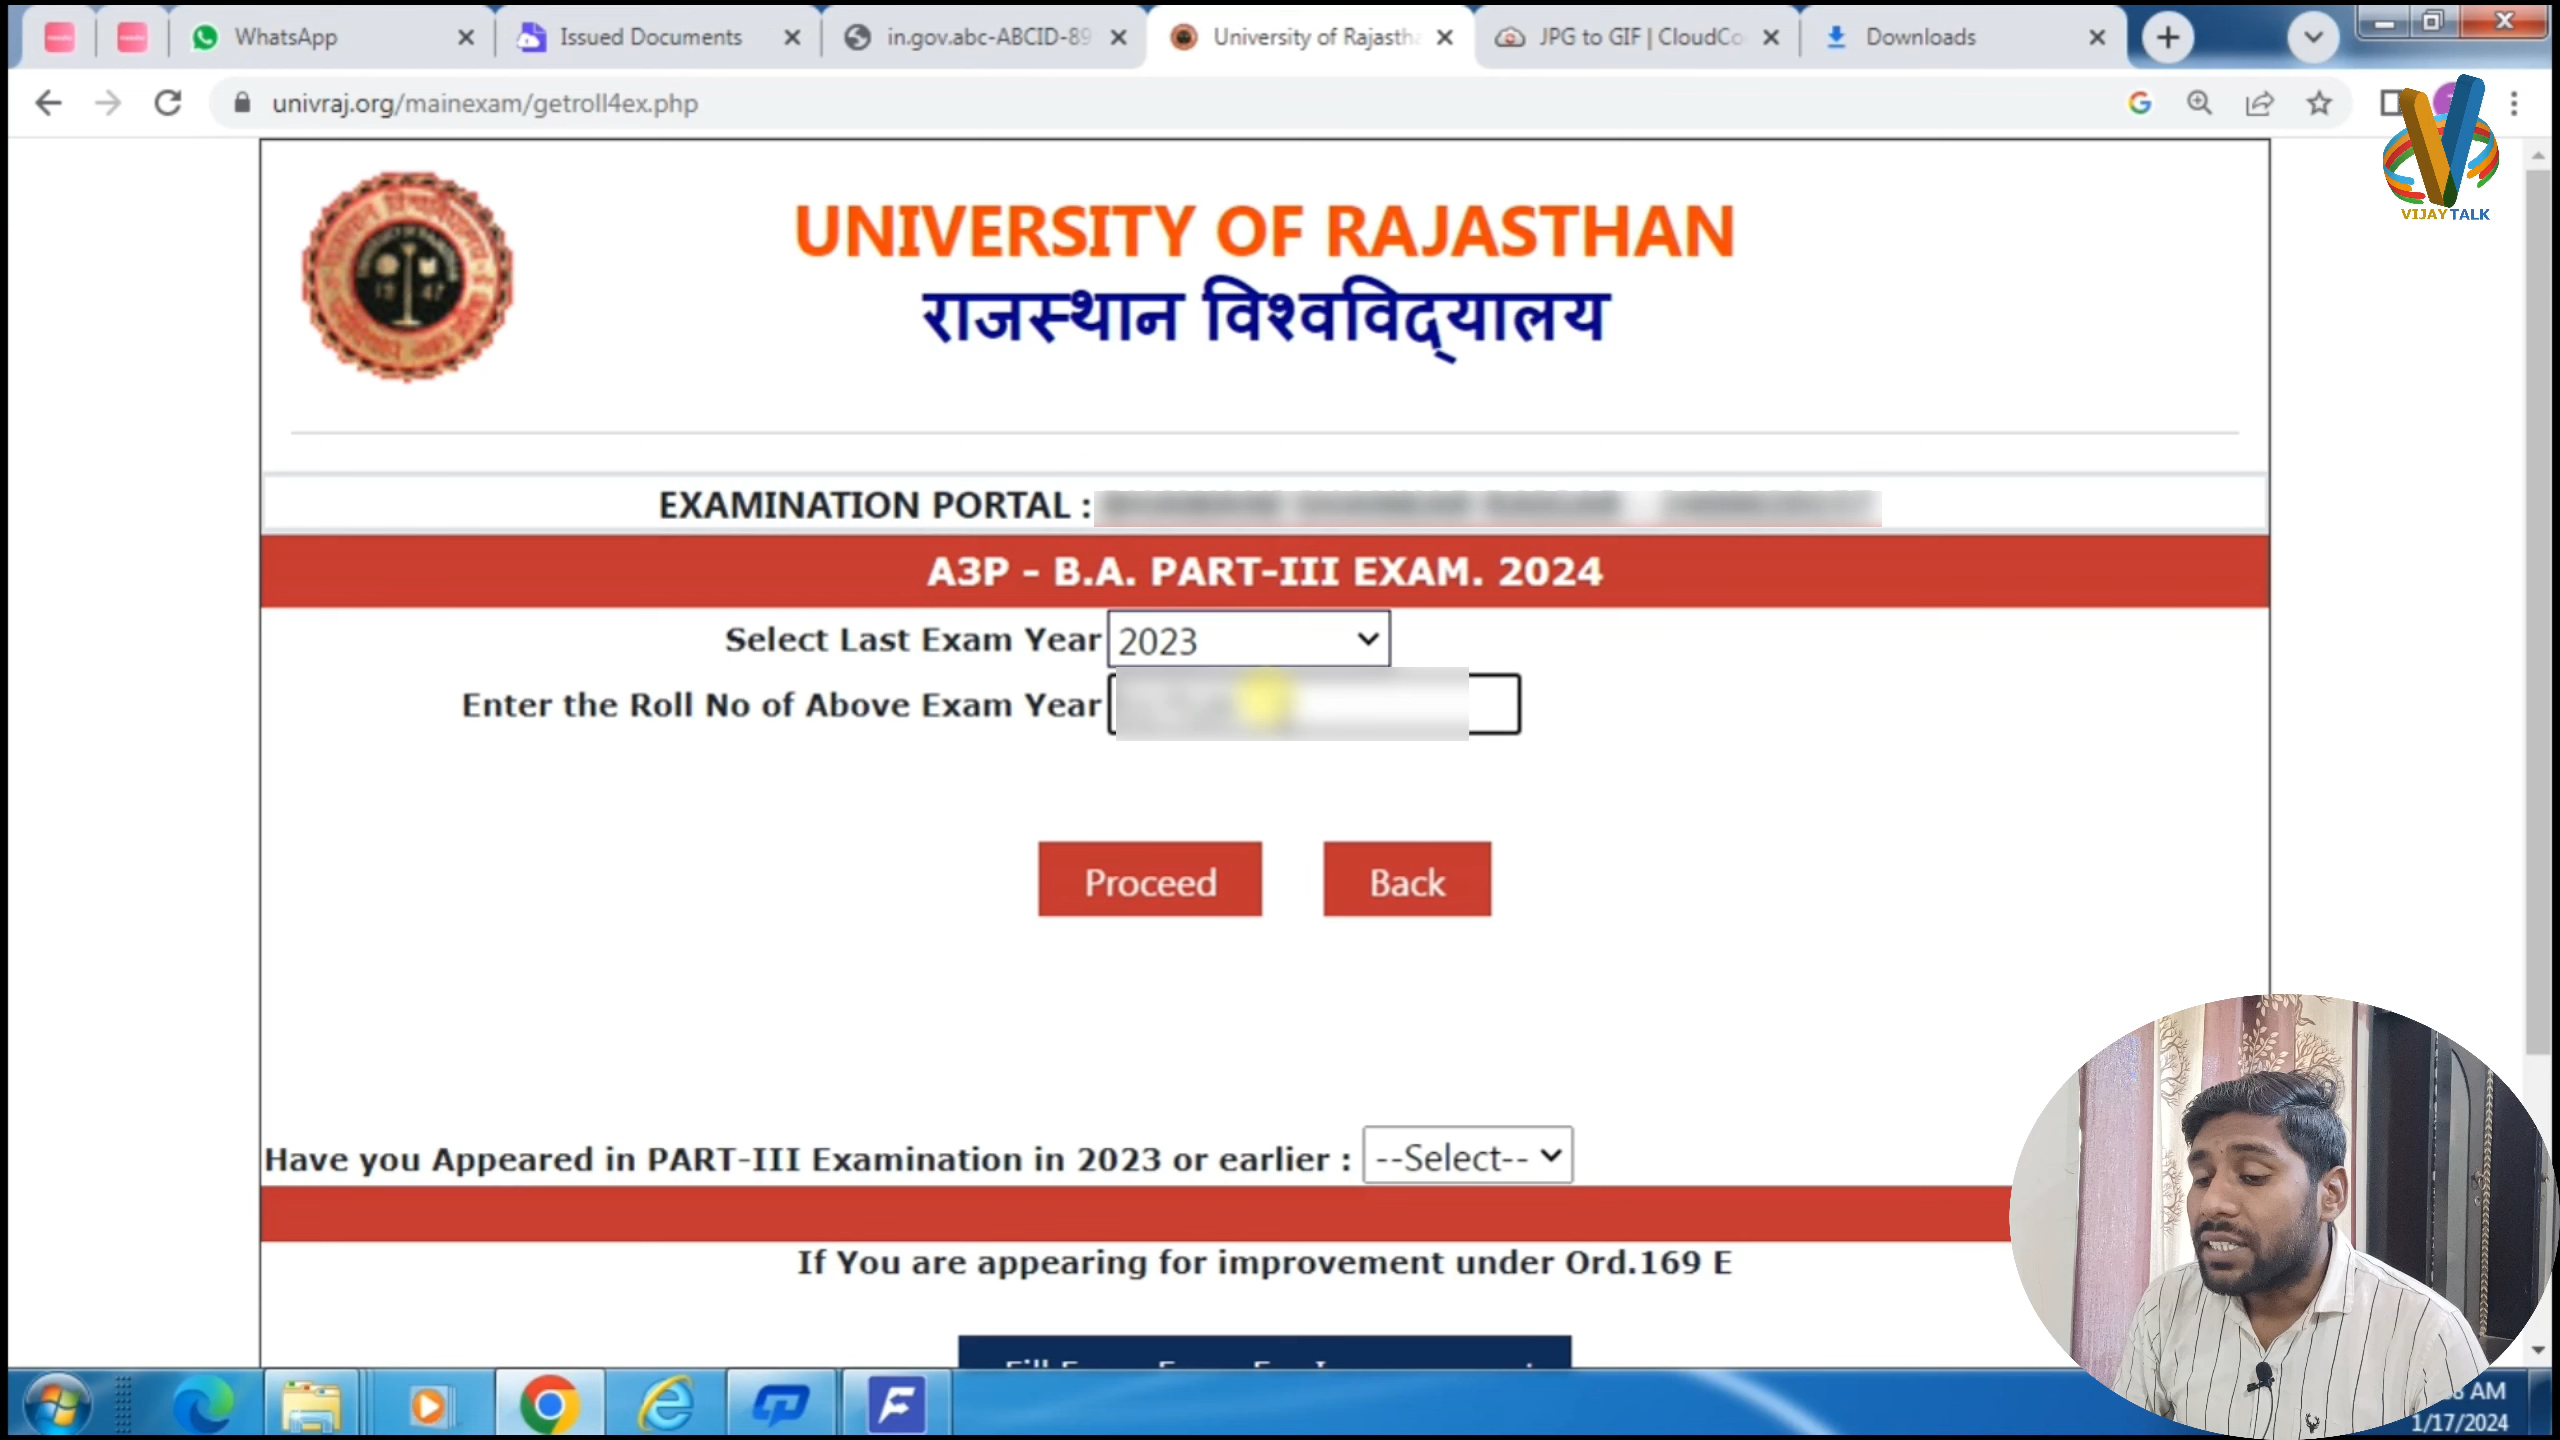 WhatsApp
Issued Documents
in.gov.abc-ABCID-89
University of Rajastha
JPG to GIF | CloudCo
Downloads
univraj.org/mainexam/getroll4ex.php
VIJAYTALK
UNIVERSITY OF RAJASTHAN
राजस्थान विश्वविद्यालय
EXAMINATION PORTAL :
A3P - B.A. PART-III EXAM. 2024
Select Last Exam Year 2023
Enter the Roll No of Above Exam Year
Proceed Back
Have you Appeared in PART-III Examination in 2023 or earlier : --Select--
If You are appearing for improvement under Ord.169 E
AM
1/17/2024